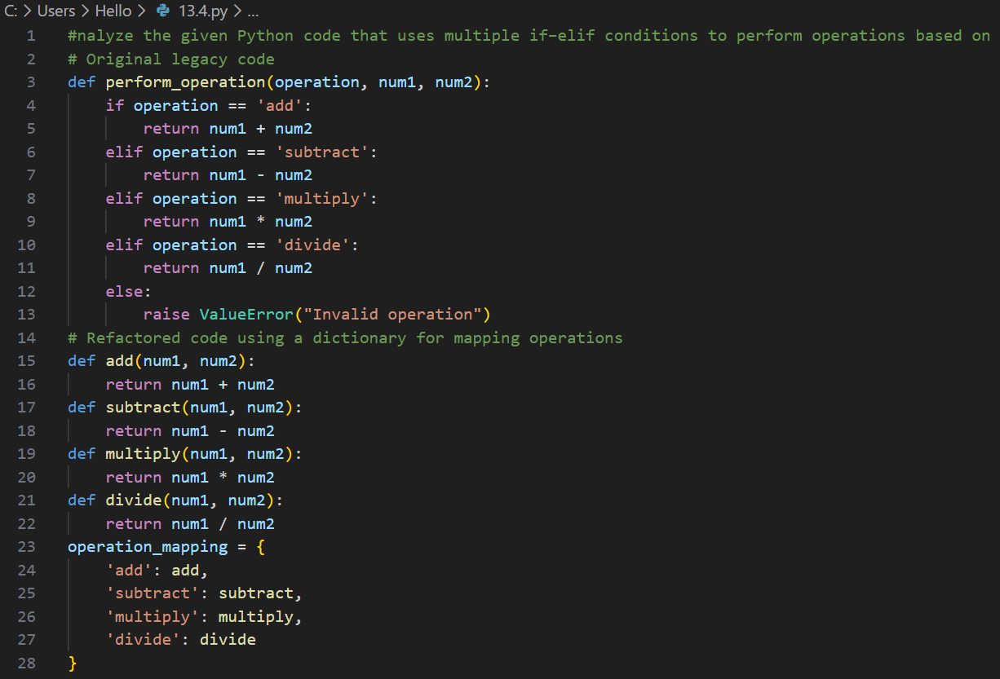 C: > Users > Hello > 13.4.py > ...
1 #nalyze the given Python code that uses multiple if-elif conditions to perform operations based on
2 # Original legacy code
3 def perform_operation(operation, num1, num2):
4     if operation == 'add':
5         return num1 + num2
6     elif operation == 'subtract':
7         return num1 - num2
8     elif operation == 'multiply':
9         return num1 * num2
10     elif operation == 'divide':
11         return num1 / num2
12     else:
13         raise ValueError("Invalid operation")
14 # Refactored code using a dictionary for mapping operations
15 def add(num1, num2):
16     return num1 + num2
17 def subtract(num1, num2):
18     return num1 - num2
19 def multiply(num1, num2):
20     return num1 * num2
21 def divide(num1, num2):
22     return num1 / num2
23 operation_mapping = {
24     'add': add,
25     'subtract': subtract,
26     'multiply': multiply,
27     'divide': divide
28 }